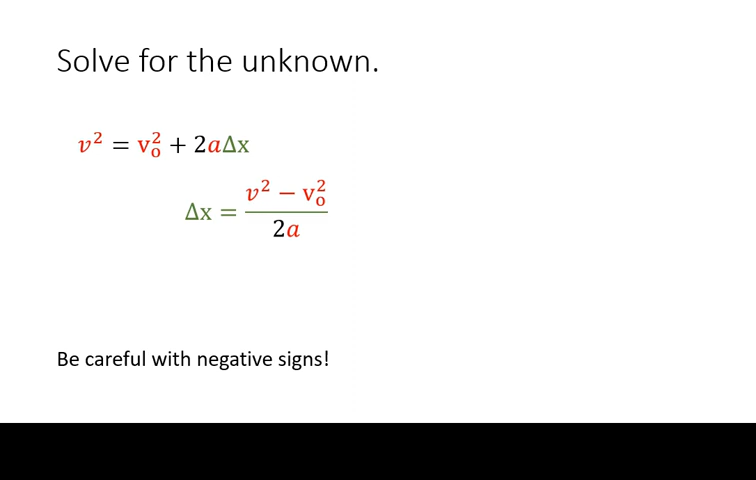 Solve for the unknown.
v² = v₀² + 2aΔx
Δx = (v² − v₀²) / 2a
Be careful with negative signs!